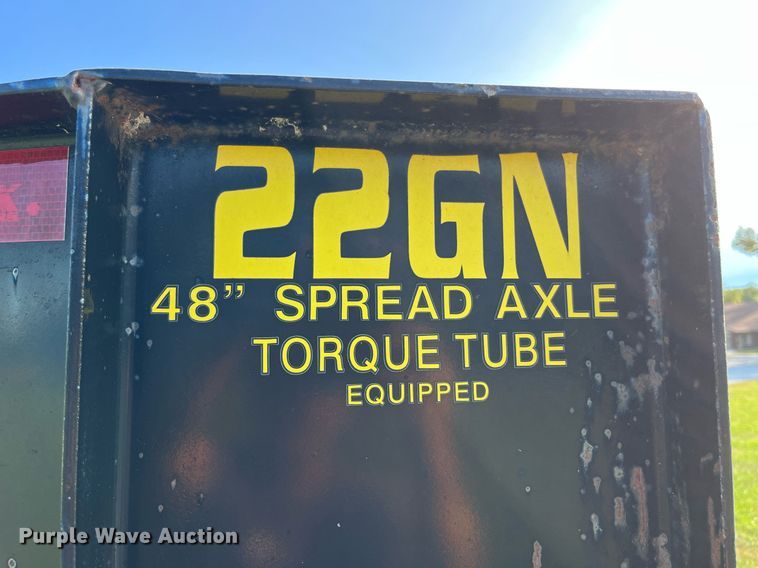 22GN
48” SPREAD AXLE
TORQUE TUBE
EQUIPPED
Purple Wave Auction